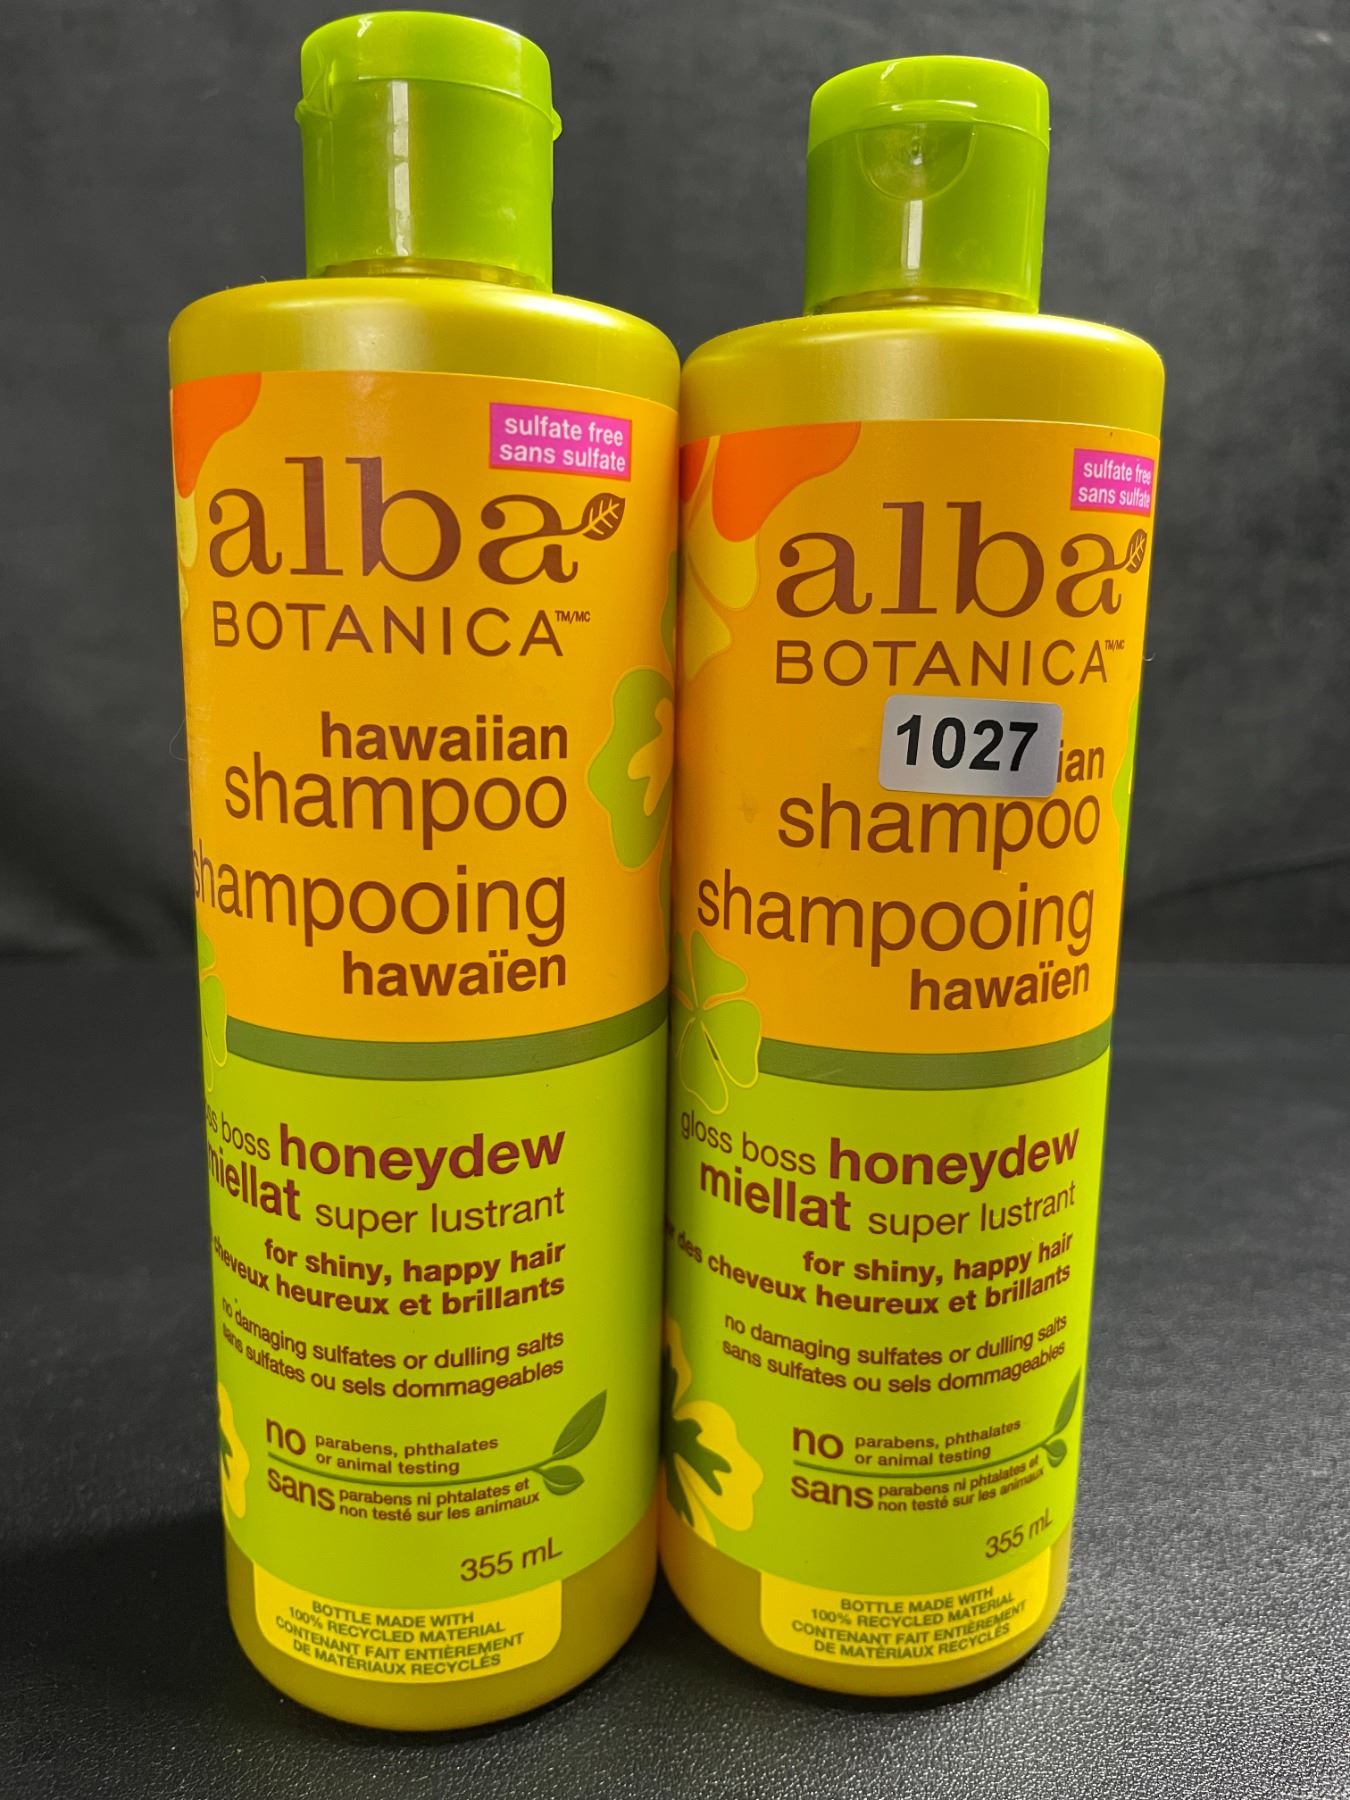 sulfate free
sans sulfate
alba
BOTANICA™/MC
hawaiian
shampoo
shampooing
hawaïen
boss honeydew
miellat super lustrant
for shiny, happy hair
cheveux heureux et brillants
no damaging sulfates or dulling salts
sans sulfates ou sels dommageables
no parabens, phthalates
or animal testing
sans parabens ni phtalates et
non testé sur les animaux
355 mL
BOTTLE MADE WITH
100% RECYCLED MATERIAL
CONTENANT FAIT ENTIÈREMENT
DE MATÉRIAUX RECYCLÉS
sulfate free
sans sulfate
alba
BOTANICA™/MC
1027
ian
shampoo
shampooing
hawaïen
gloss boss honeydew
miellat super lustrant
for shiny, happy hair
des cheveux heureux et brillants
no damaging sulfates or dulling salts
sans sulfates ou sels dommageables
no parabens, phthalates
or animal testing
sans parabens ni phtalates et
non testé sur les animaux
355 mL
BOTTLE MADE WITH
100% RECYCLED MATERIAL
CONTENANT FAIT ENTIÈREMENT
DE MATÉRIAUX RECYCLÉS